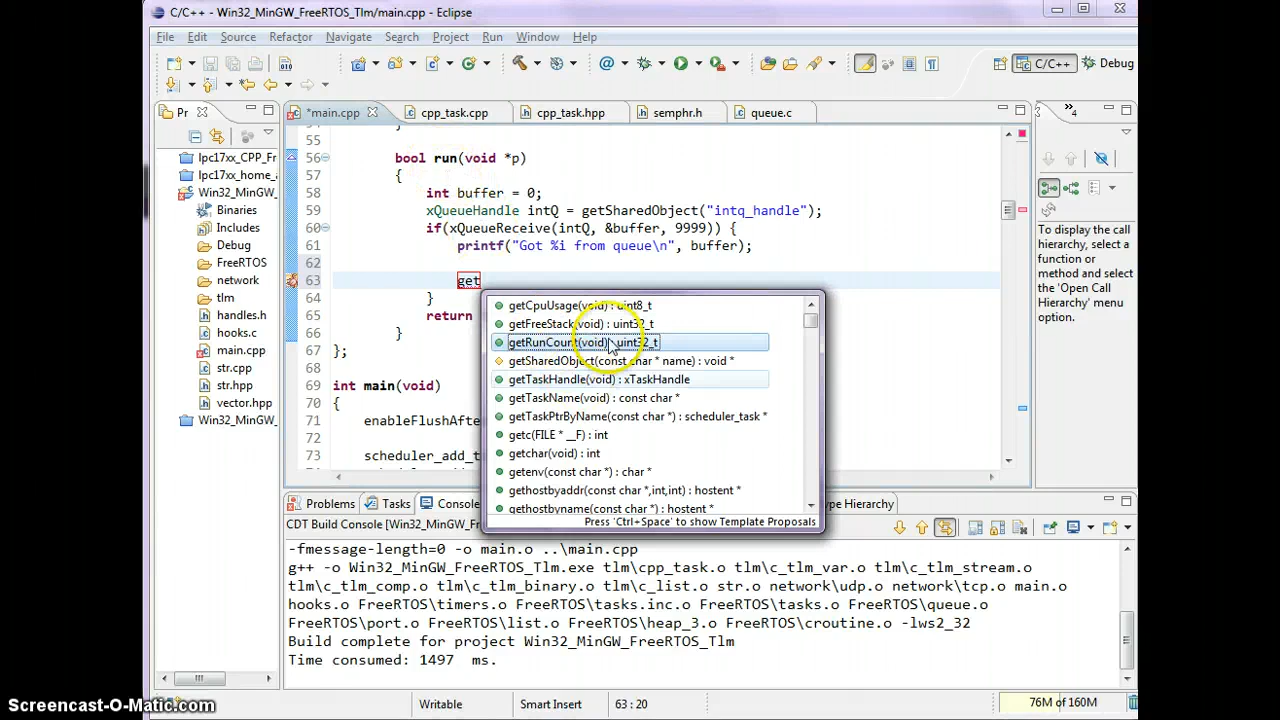 C/C++ - Win32_MinGW_FreeRTOS_Tlm/main.cpp - Eclipse
File Edit Source Refactor Navigate Search Project Run Window Help
C/C++ Debug
Pr
*main.cpp cpp_task.cpp cpp_task.hpp semphr.h queue.c
4
lpc17xx_CPP_Fr
lpc17xx_home_
Win32_MinGW_
Binaries
Includes
Debug
FreeRTOS
network
tlm
handles.h
hooks.c
main.cpp
str.cpp
str.hpp
vector.hpp
Win32_MinGW_
54 }
55
56 bool run(void *p)
57 {
58 int buffer = 0;
59 xQueueHandle intQ = getSharedObject("intq_handle");
60 if(xQueueReceive(intQ, &buffer, 9999)) {
61 printf("Got %i from queue\n", buffer);
62
63 get
64 }
65 return
66 }
67 };
68
69 int main(void)
70 {
71 enableFlushAfte
72
73 scheduler_add_t
getCpuUsage(void) : uint8_t
getFreeStack(void) : uint32_t
getRunCount(void) : uint32_t
getSharedObject(const char * name) : void *
getTaskHandle(void) : xTaskHandle
getTaskName(void) : const char *
getTaskPtrByName(const char *) : scheduler_task *
getc(FILE * __F) : int
getchar(void) : int
getenv(const char *) : char *
gethostbyaddr(const char *,int,int) : hostent *
gethostbyname(const char *) : hostent *
Press 'Ctrl+Space' to show Template Proposals
To display the call
hierarchy, select a
function or
method and select
the 'Open Call
Hierarchy' menu
option.
Problems Tasks Console ype Hierarchy
CDT Build Console [Win32_MinGW_F
-fmessage-length=0 -o main.o ..\main.cpp
g++ -o Win32_MinGW_FreeRTOS_Tlm.exe tlm\cpp_task.o tlm\c_tlm_var.o tlm\c_tlm_stream.o
tlm\c_tlm_comp.o tlm\c_tlm_binary.o tlm\c_list.o str.o network\udp.o network\tcp.o main.o
hooks.o FreeRTOS\timers.o FreeRTOS\tasks.inc.o FreeRTOS\tasks.o FreeRTOS\queue.o
FreeRTOS\port.o FreeRTOS\list.o FreeRTOS\heap_3.o FreeRTOS\croutine.o -lws2_32
Build complete for project Win32_MinGW_FreeRTOS_Tlm
Time consumed: 1497 ms.
Writable Smart Insert 63 : 20 76M of 160M
Screencast-O-Matic.com